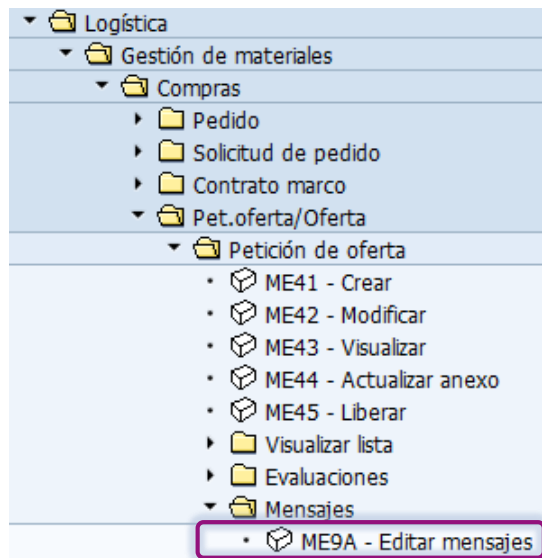 Logística
Gestión de materiales
Compras
Pedido
Solicitud de pedido
Contrato marco
Pet.oferta/Oferta
Petición de oferta
ME41 - Crear
ME42 - Modificar
ME43 - Visualizar
ME44 - Actualizar anexo
ME45 - Liberar
Visualizar lista
Evaluaciones
Mensajes
ME9A - Editar mensajes